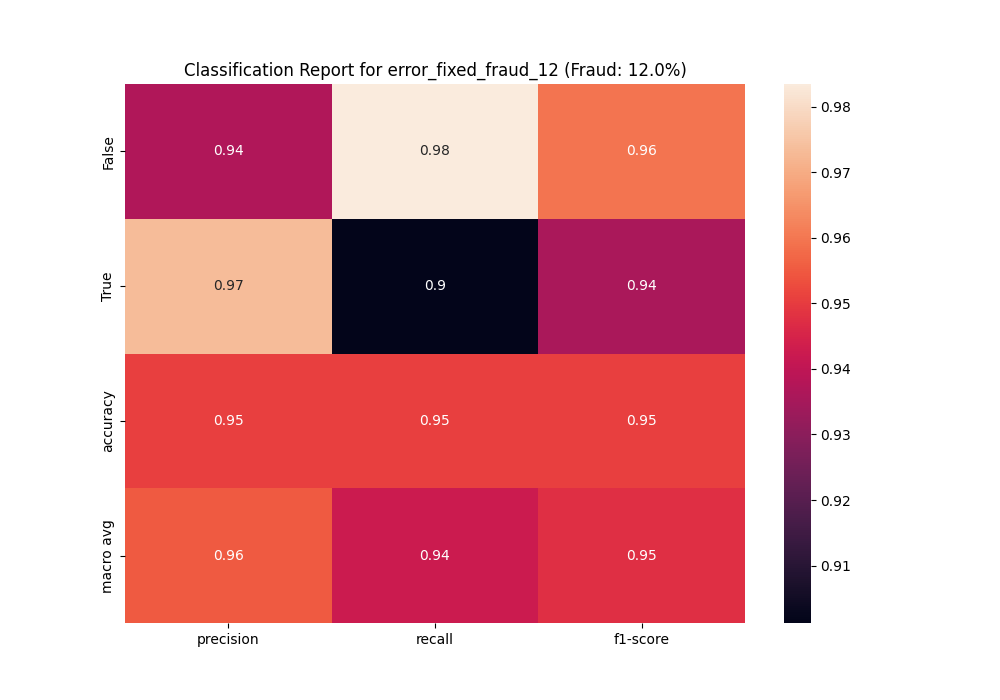 Classification Report for error_fixed_fraud_12 (Fraud: 12.0%)
False
0.94
0.98
0.96
True
0.97
0.9
0.94
accuracy
0.95
0.95
0.95
macro avg
0.96
0.94
0.95
precision
recall
f1-score
0.98
0.97
0.96
0.95
0.94
0.93
0.92
0.91